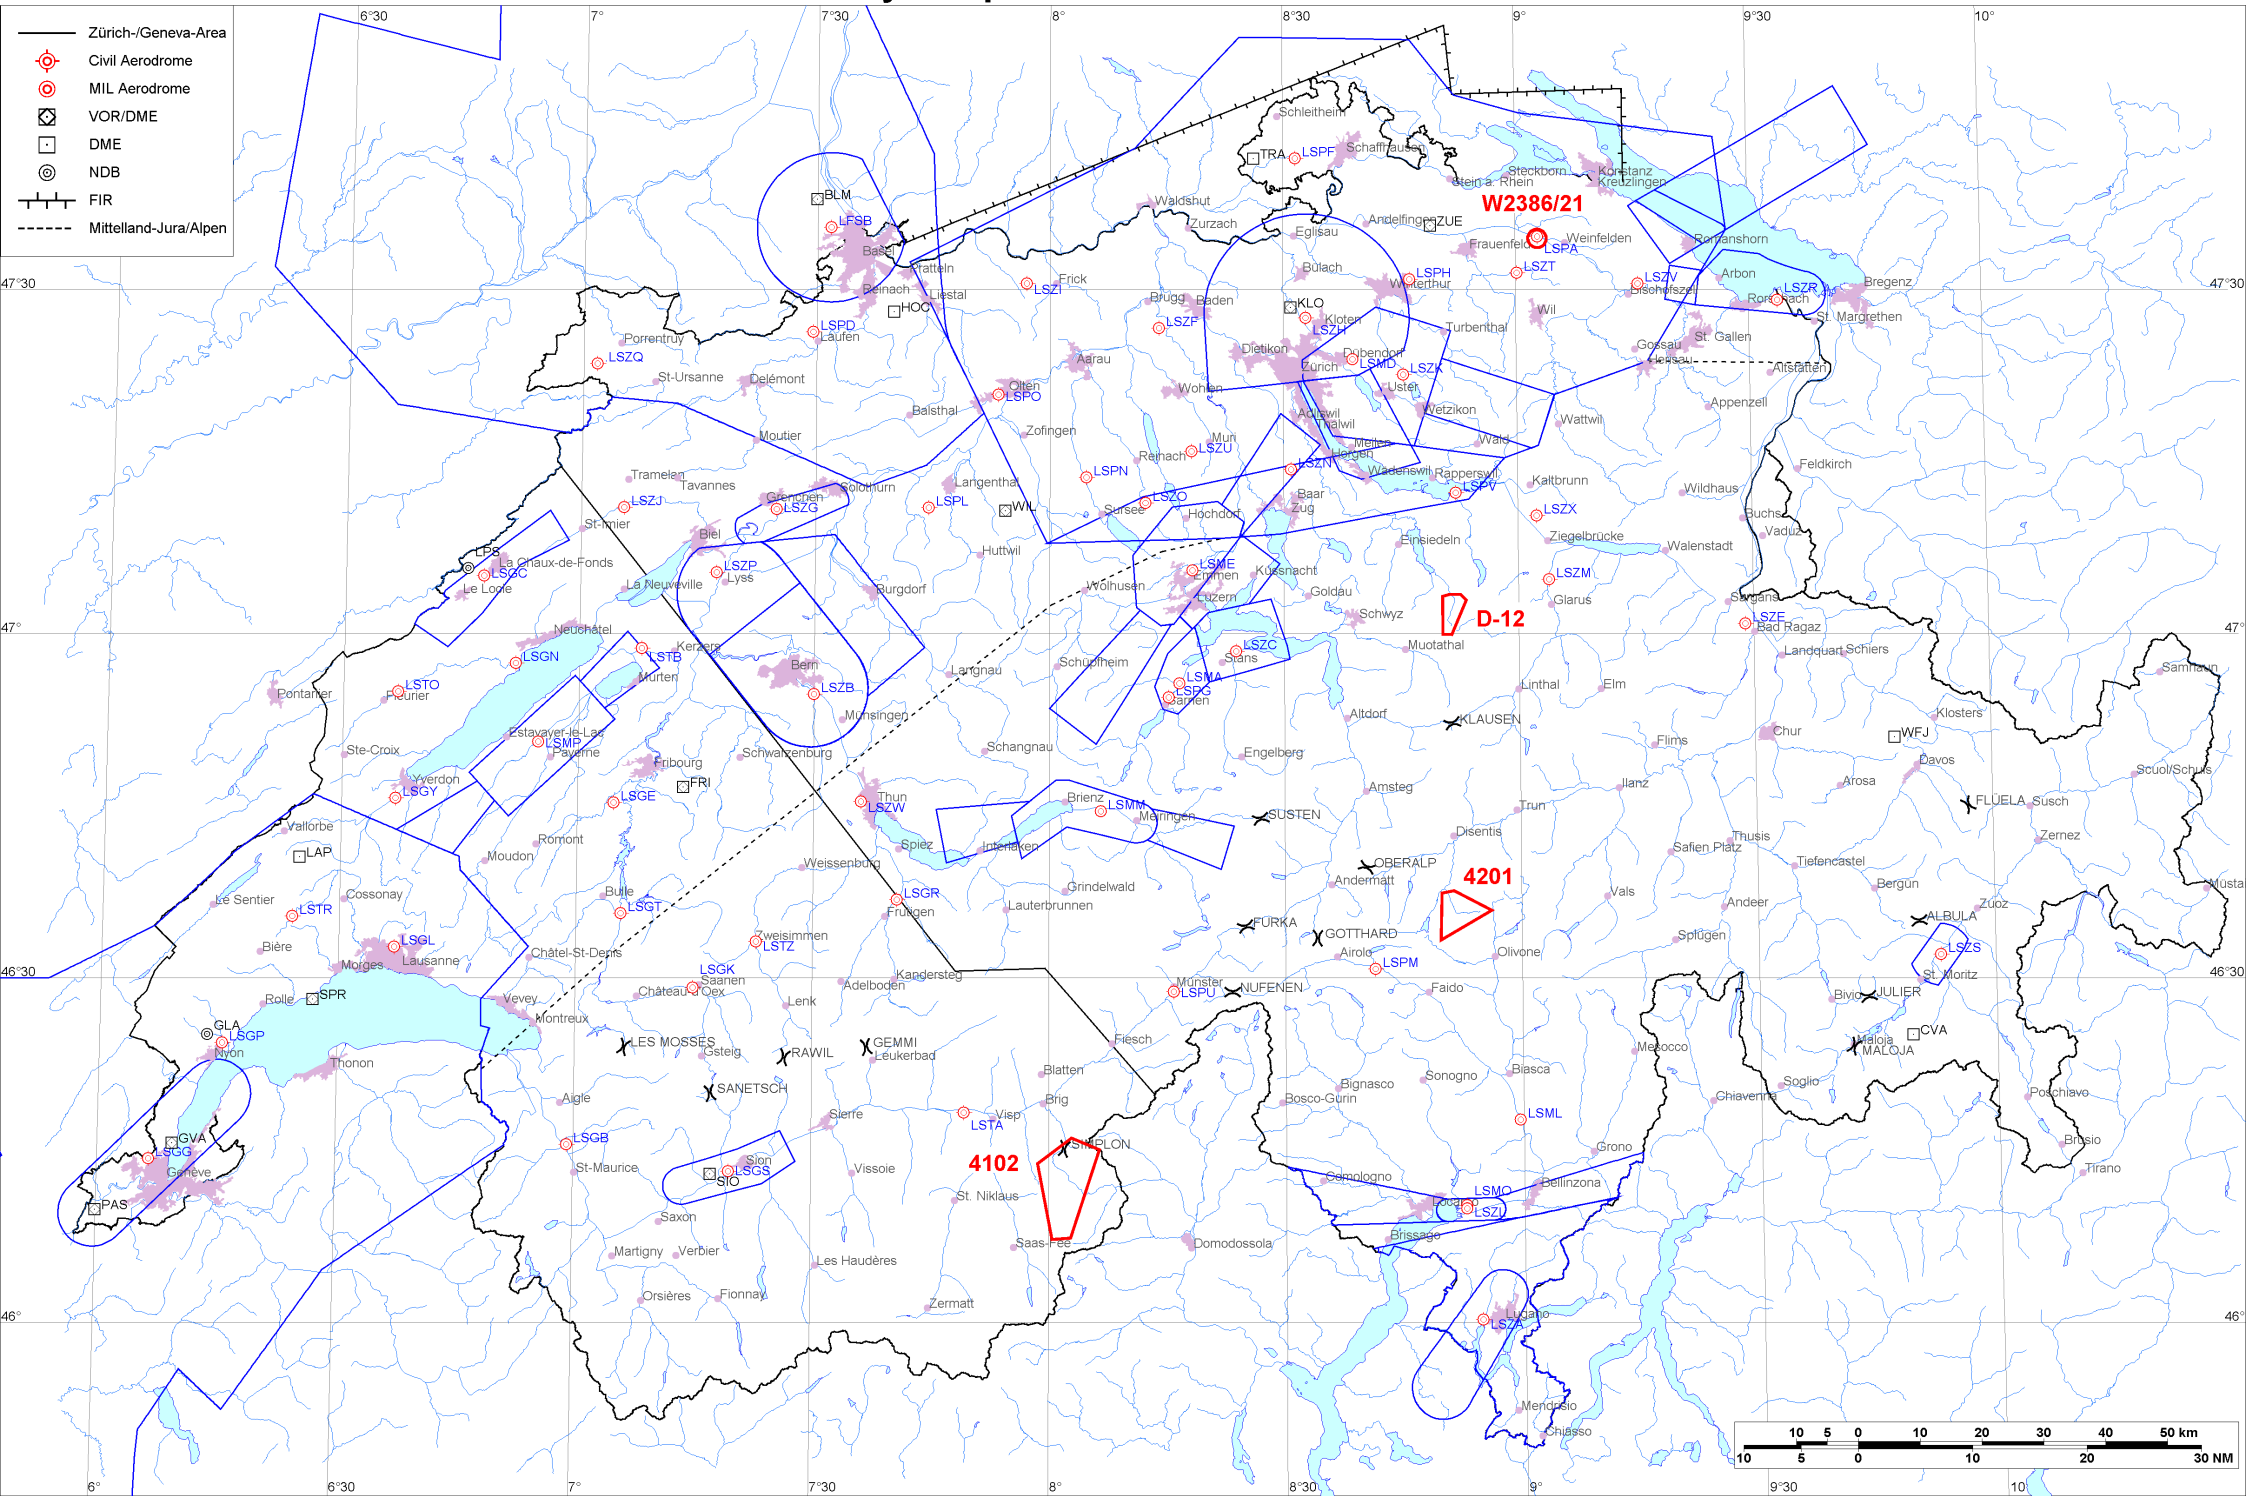 6°30
7°
7°30
8°
8°30
9°
9°30
10°
Zürich-/Geneva-Area
Civil Aerodrome
MIL Aerodrome
VOR/DME
DME
NDB
FIR
Mittelland-Jura/Alpen
Schleitheim
TRA
LSPF
Schaffhausen
Steckborn
Stein a. Rhein
Konstanz
Kreuzlingen
BLM
LFSB
Basel
Waldshut
Zurzach
Eglisau
Andelfingen
ZUE
W2386/21
LSPA
Weinfelden
Frauenfeld
Romanshorn
Pratteln
Reinach
Liestal
HOC
LSZI
Frick
Bülach
LSPH
Winterthur
LSZT
LSZV
Bischofszell
Arbon
LSZR
Rorschach
Bregenz
47°30
47°30
Brugg
Baden
KLO
Kloten
LSZH
Wil
St. Margrethen
LSPD
Laufen
LSZF
Turbenthal
St. Gallen
Porrentruy
LSZQ
Aarau
Dietikon
Zürich
Dübendorf
LSMD
LSZK
Gossau
Herisau
Altstätten
St-Ursanne
Delémont
Olten
LSPO
Wohlen
Uster
Wetzikon
Appenzell
Balsthal
Adliswil
Thalwil
Wattwil
Moutier
Zofingen
Muri
LSZU
Meilen
Horgen
Wald
Tramelan
Tavannes
Reinach
LSPN
LSZN
Wädenswil
Rapperswil
LSPV
Kaltbrunn
Feldkirch
Wildhaus
Grenchen
Solothurn
LSZG
LSZJ
Langenthal
LSPL
WIL
LSZO
Sursee
Hochdorf
Baar
Zug
LSZX
Buchs
Vaduz
St-Imier
Biel
LPS
La Chaux-de-Fonds
LSGC
Le Locle
Huttwil
Einsiedeln
Ziegelbrücke
Walenstadt
LSZP
Lyss
La Neuveville
Burgdorf
Wolhusen
LSME
Emmen
Luzern
Küssnacht
Goldau
LSZM
Glarus
Sargans
Schwyz
D-12
LSZE
Bad Ragaz
47°
47°
Neuchâtel
LSGN
Kerzers
LSTB
Murten
Bern
LSZB
Langnau
Schüpfheim
LSZC
Stans
Muotathal
Landquart
Schiers
Samnaun
Pontarlier
LSTO
Fleurier
LSMA
LSPG
Sarnen
Linthal
Elm
Münsingen
Altdorf
KLAUSEN
Klosters
Ste-Croix
Estavayer-le-Lac
LSMP
Payerne
Schwarzenburg
Schangnau
Engelberg
Flims
Chur
WFJ
Davos
Scuol/Schuls
Yverdon
LSGY
Fribourg
FRI
LSGE
Thun
LSZW
Brienz
LSMM
Meiringen
SUSTEN
Amsteg
Trun
Ilanz
Arosa
FLÜELA
Susch
Vallorbe
LAP
Romont
Moudon
Spiez
Interlaken
Disentis
Thusis
Safien Platz
Zernez
Weissenburg
OBERALP
Tiefencastel
Cossonay
Le Sentier
Bulle
LSGT
LSGR
Frutigen
Grindelwald
Lauterbrunnen
Andermatt
4201
Vals
Andeer
Bergün
Zuoz
Müsta
LSTR
LSGL
Lausanne
Morges
Bière
Châtel-St-Denis
Zweisimmen
LSTZ
FURKA
GOTTHARD
Airolo
LSPM
Olivone
Splügen
ALBULA
LSZS
St. Moritz
46°30
46°30
Rolle
SPR
Vevey
Montreux
LSGK
Saanen
Château-d'Oex
Lenk
Adelboden
Kandersteg
Münster
LSPU
NUFENEN
Faido
Bivio
JULIER
GLA
LSGP
Nyon
Thonon
LES MOSSES
Gsteig
RAWIL
GEMMI
Leukerbad
Fiesch
Mesocco
CVA
Maloja
MALOJA
Aigle
SANETSCH
Blatten
Brig
Bignasco
Sonogno
Biasca
Bosco-Gurin
Soglio
Chiavenna
Poschiavo
GVA
LSGG
Genève
LSGB
St-Maurice
Sierre
LSTA
Visp
SIMPLON
4102
LSML
Grono
Brusio
Tirano
Sion
LSGS
SIO
Vissoie
St. Niklaus
Comologno
LSMO
Locarno
LSZL
Bellinzona
PAS
Saxon
Martigny
Verbier
Les Haudères
Saas-Fee
Domodossola
Brissago
Orsières
Fionnay
Zermatt
46°
46°
Lugano
LSZA
Mendrisio
Chiasso
10 5 0 10 20 30 40 50 km
10 5 0 10 20 30 NM
6°
6°30
7°
7°30
8°
8°30
9°
9°30
10°